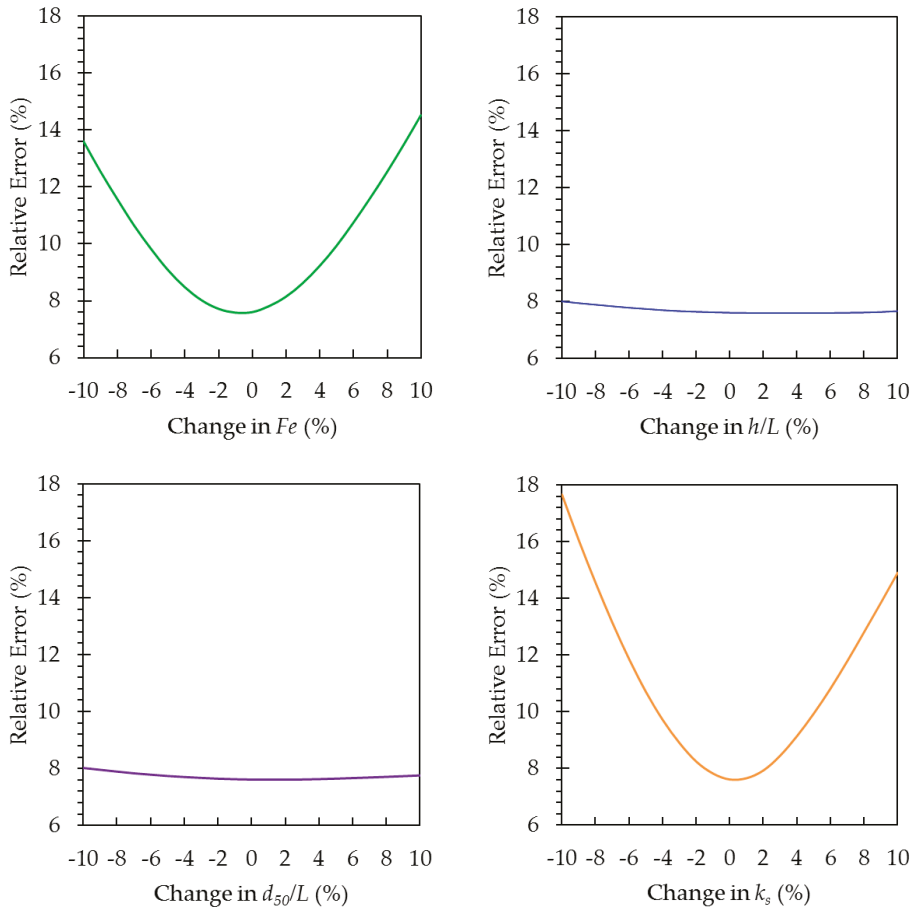 18
16
14
12
10
8
6
Relative Error (%)
-10 -8 -6 -4 -2 0 2 4 6 8 10
Change in Fe (%)
18
16
14
12
10
8
6
Relative Error (%)
-10 -8 -6 -4 -2 0 2 4 6 8 10
Change in h/L (%)
18
16
14
12
10
8
6
Relative Error (%)
-10 -8 -6 -4 -2 0 2 4 6 8 10
Change in d50/L (%)
18
16
14
12
10
8
6
Relative Error (%)
-10 -8 -6 -4 -2 0 2 4 6 8 10
Change in ks (%)